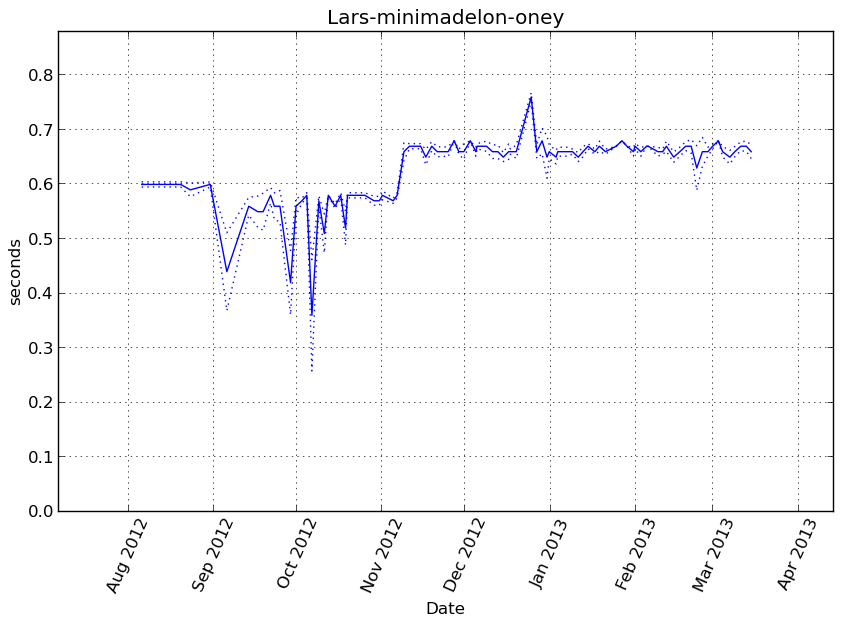 Lars-minimadelon-oney
0.8
0.7
0.6
0.5
0.4
0.3
0.2
0.1
0.0
seconds
Aug 2012
Sep 2012
Oct 2012
Nov 2012
Dec 2012
Jan 2013
Feb 2013
Mar 2013
Apr 2013
Date